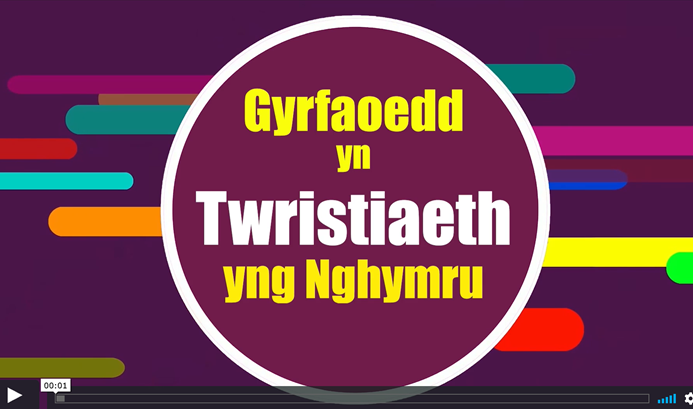 Gyrfaoedd
yn
Twristiaeth
yng Nghymru
00:01